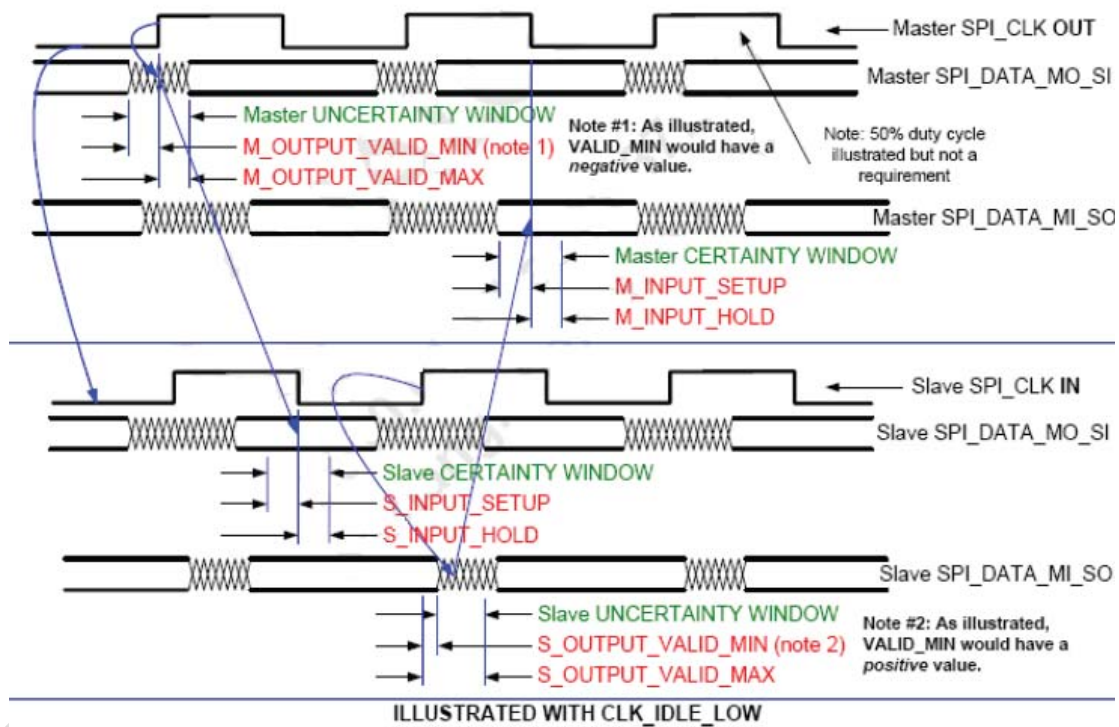 Master SPI_CLK OUT
Master SPI_DATA_MO_SI
Master UNCERTAINTY WINDOW
M_OUTPUT_VALID_MIN (note 1)
M_OUTPUT_VALID_MAX
Note #1: As illustrated,
VALID_MIN would have a
negative value.
Note: 50% duty cycle
illustrated but not a
requirement
Master SPI_DATA_MI_SO
Master CERTAINTY WINDOW
M_INPUT_SETUP
M_INPUT_HOLD
Slave SPI_CLK IN
Slave SPI_DATA_MO_SI
Slave CERTAINTY WINDOW
S_INPUT_SETUP
S_INPUT_HOLD
Slave SPI_DATA_MI_SO
Slave UNCERTAINTY WINDOW
S_OUTPUT_VALID_MIN (note 2)
S_OUTPUT_VALID_MAX
Note #2: As illustrated,
VALID_MIN would have a
positive value.
ILLUSTRATED WITH CLK_IDLE_LOW